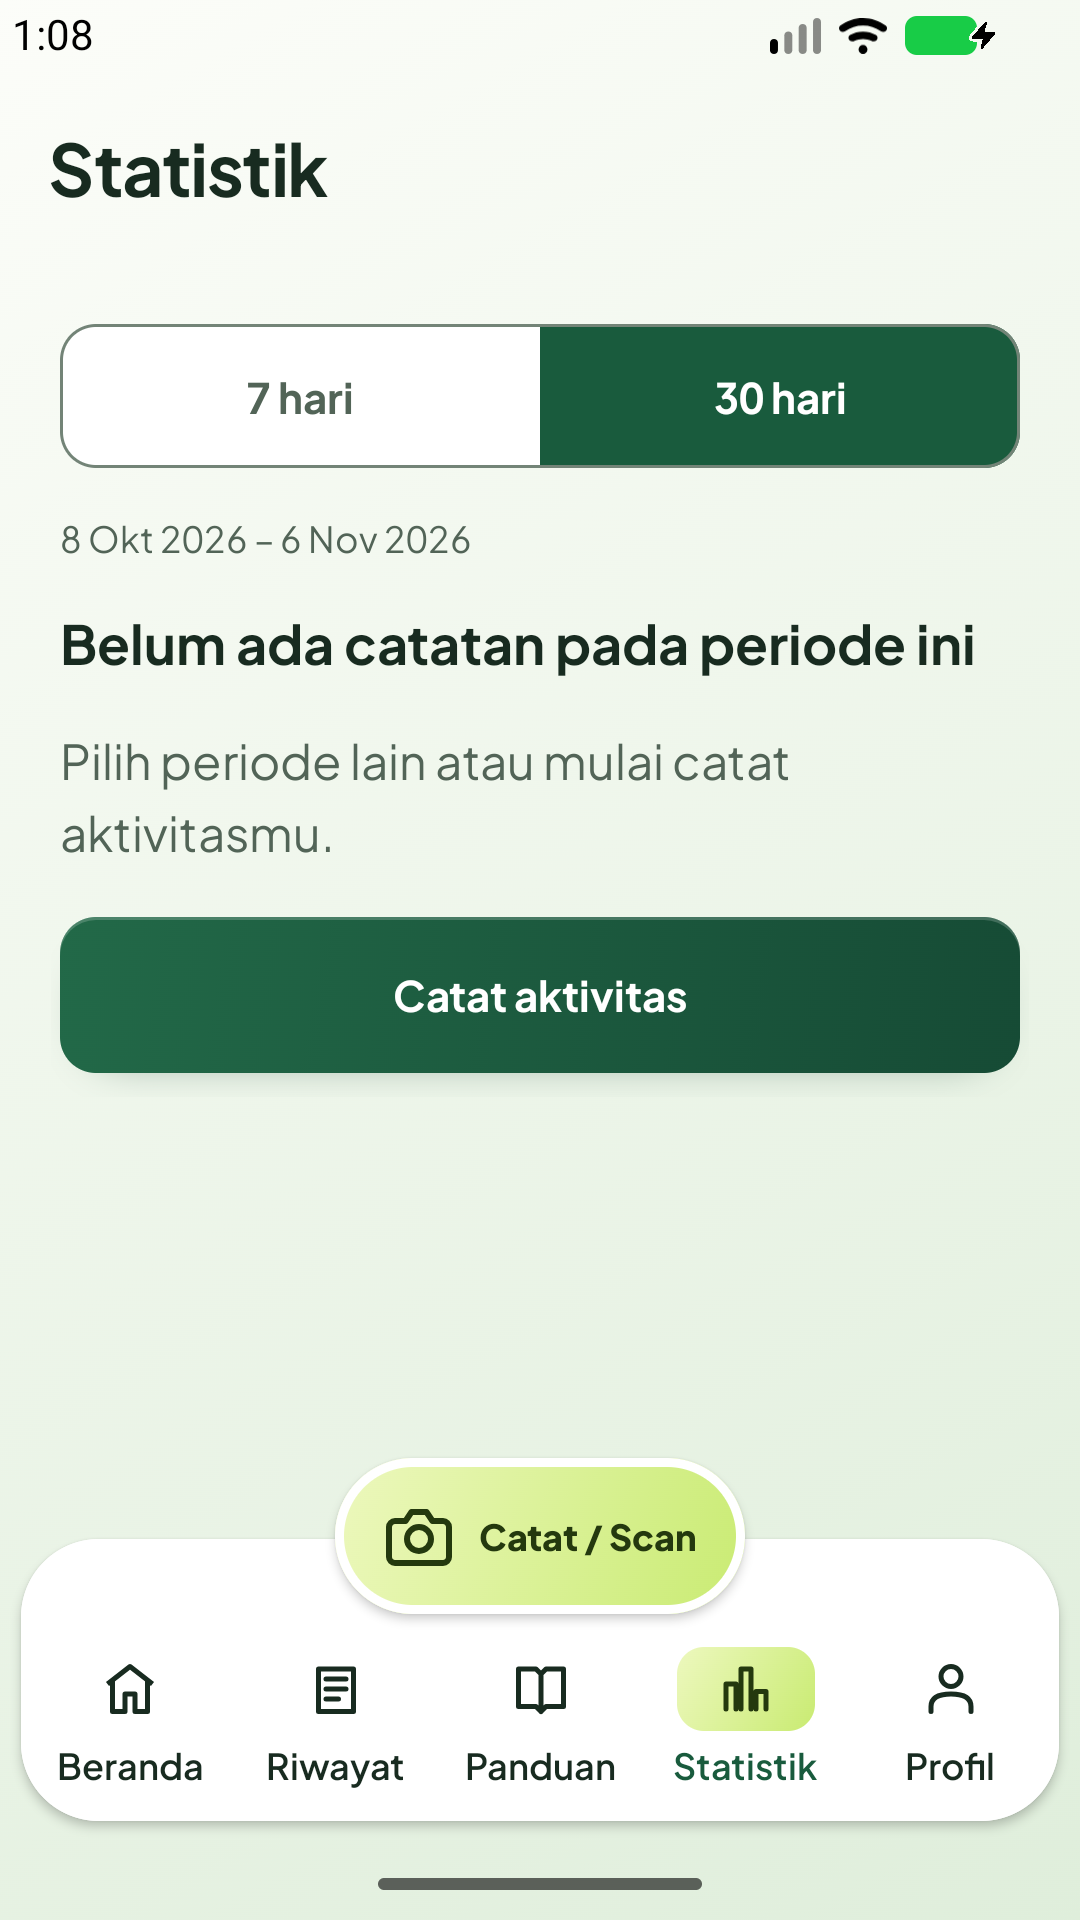 1:08
Statistik
7 hari
30 hari
8 Okt 2026 – 6 Nov 2026
Belum ada catatan pada periode ini
Pilih periode lain atau mulai catat
aktivitasmu.
Catat aktivitas
Catat / Scan
Beranda
Riwayat
Panduan
Statistik
Profil